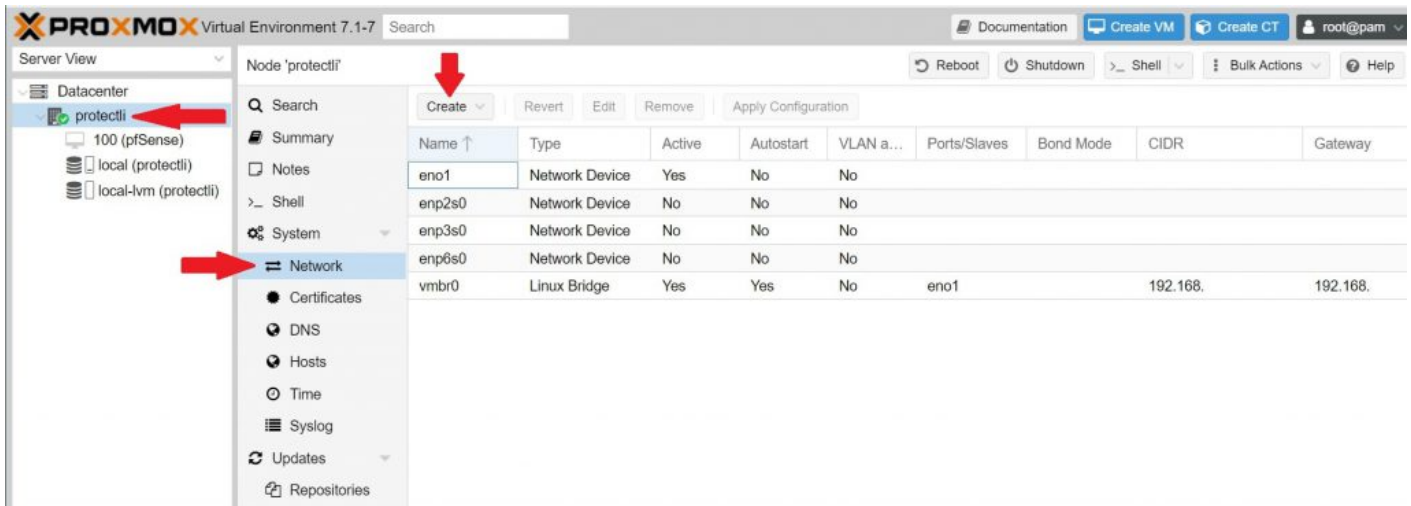 PROXMOX Virtual Environment 7.1-7 Search Documentation Create VM Create CT root@pam
Server View
Datacenter
protectli
100 (pfSense)
local (protectli)
local-lvm (protectli)
Node 'protectli' Reboot Shutdown >_ Shell Bulk Actions Help
Search
Summary
Notes
>_ Shell
System
Network
Certificates
DNS
Hosts
Time
Syslog
Updates
Repositories
Create Revert Edit Remove Apply Configuration
Name ↑ Type Active Autostart VLAN a... Ports/Slaves Bond Mode CIDR Gateway
eno1 Network Device Yes No No
enp2s0 Network Device No No No
enp3s0 Network Device No No No
enp6s0 Network Device No No No
vmbr0 Linux Bridge Yes Yes No eno1 192.168. 192.168.